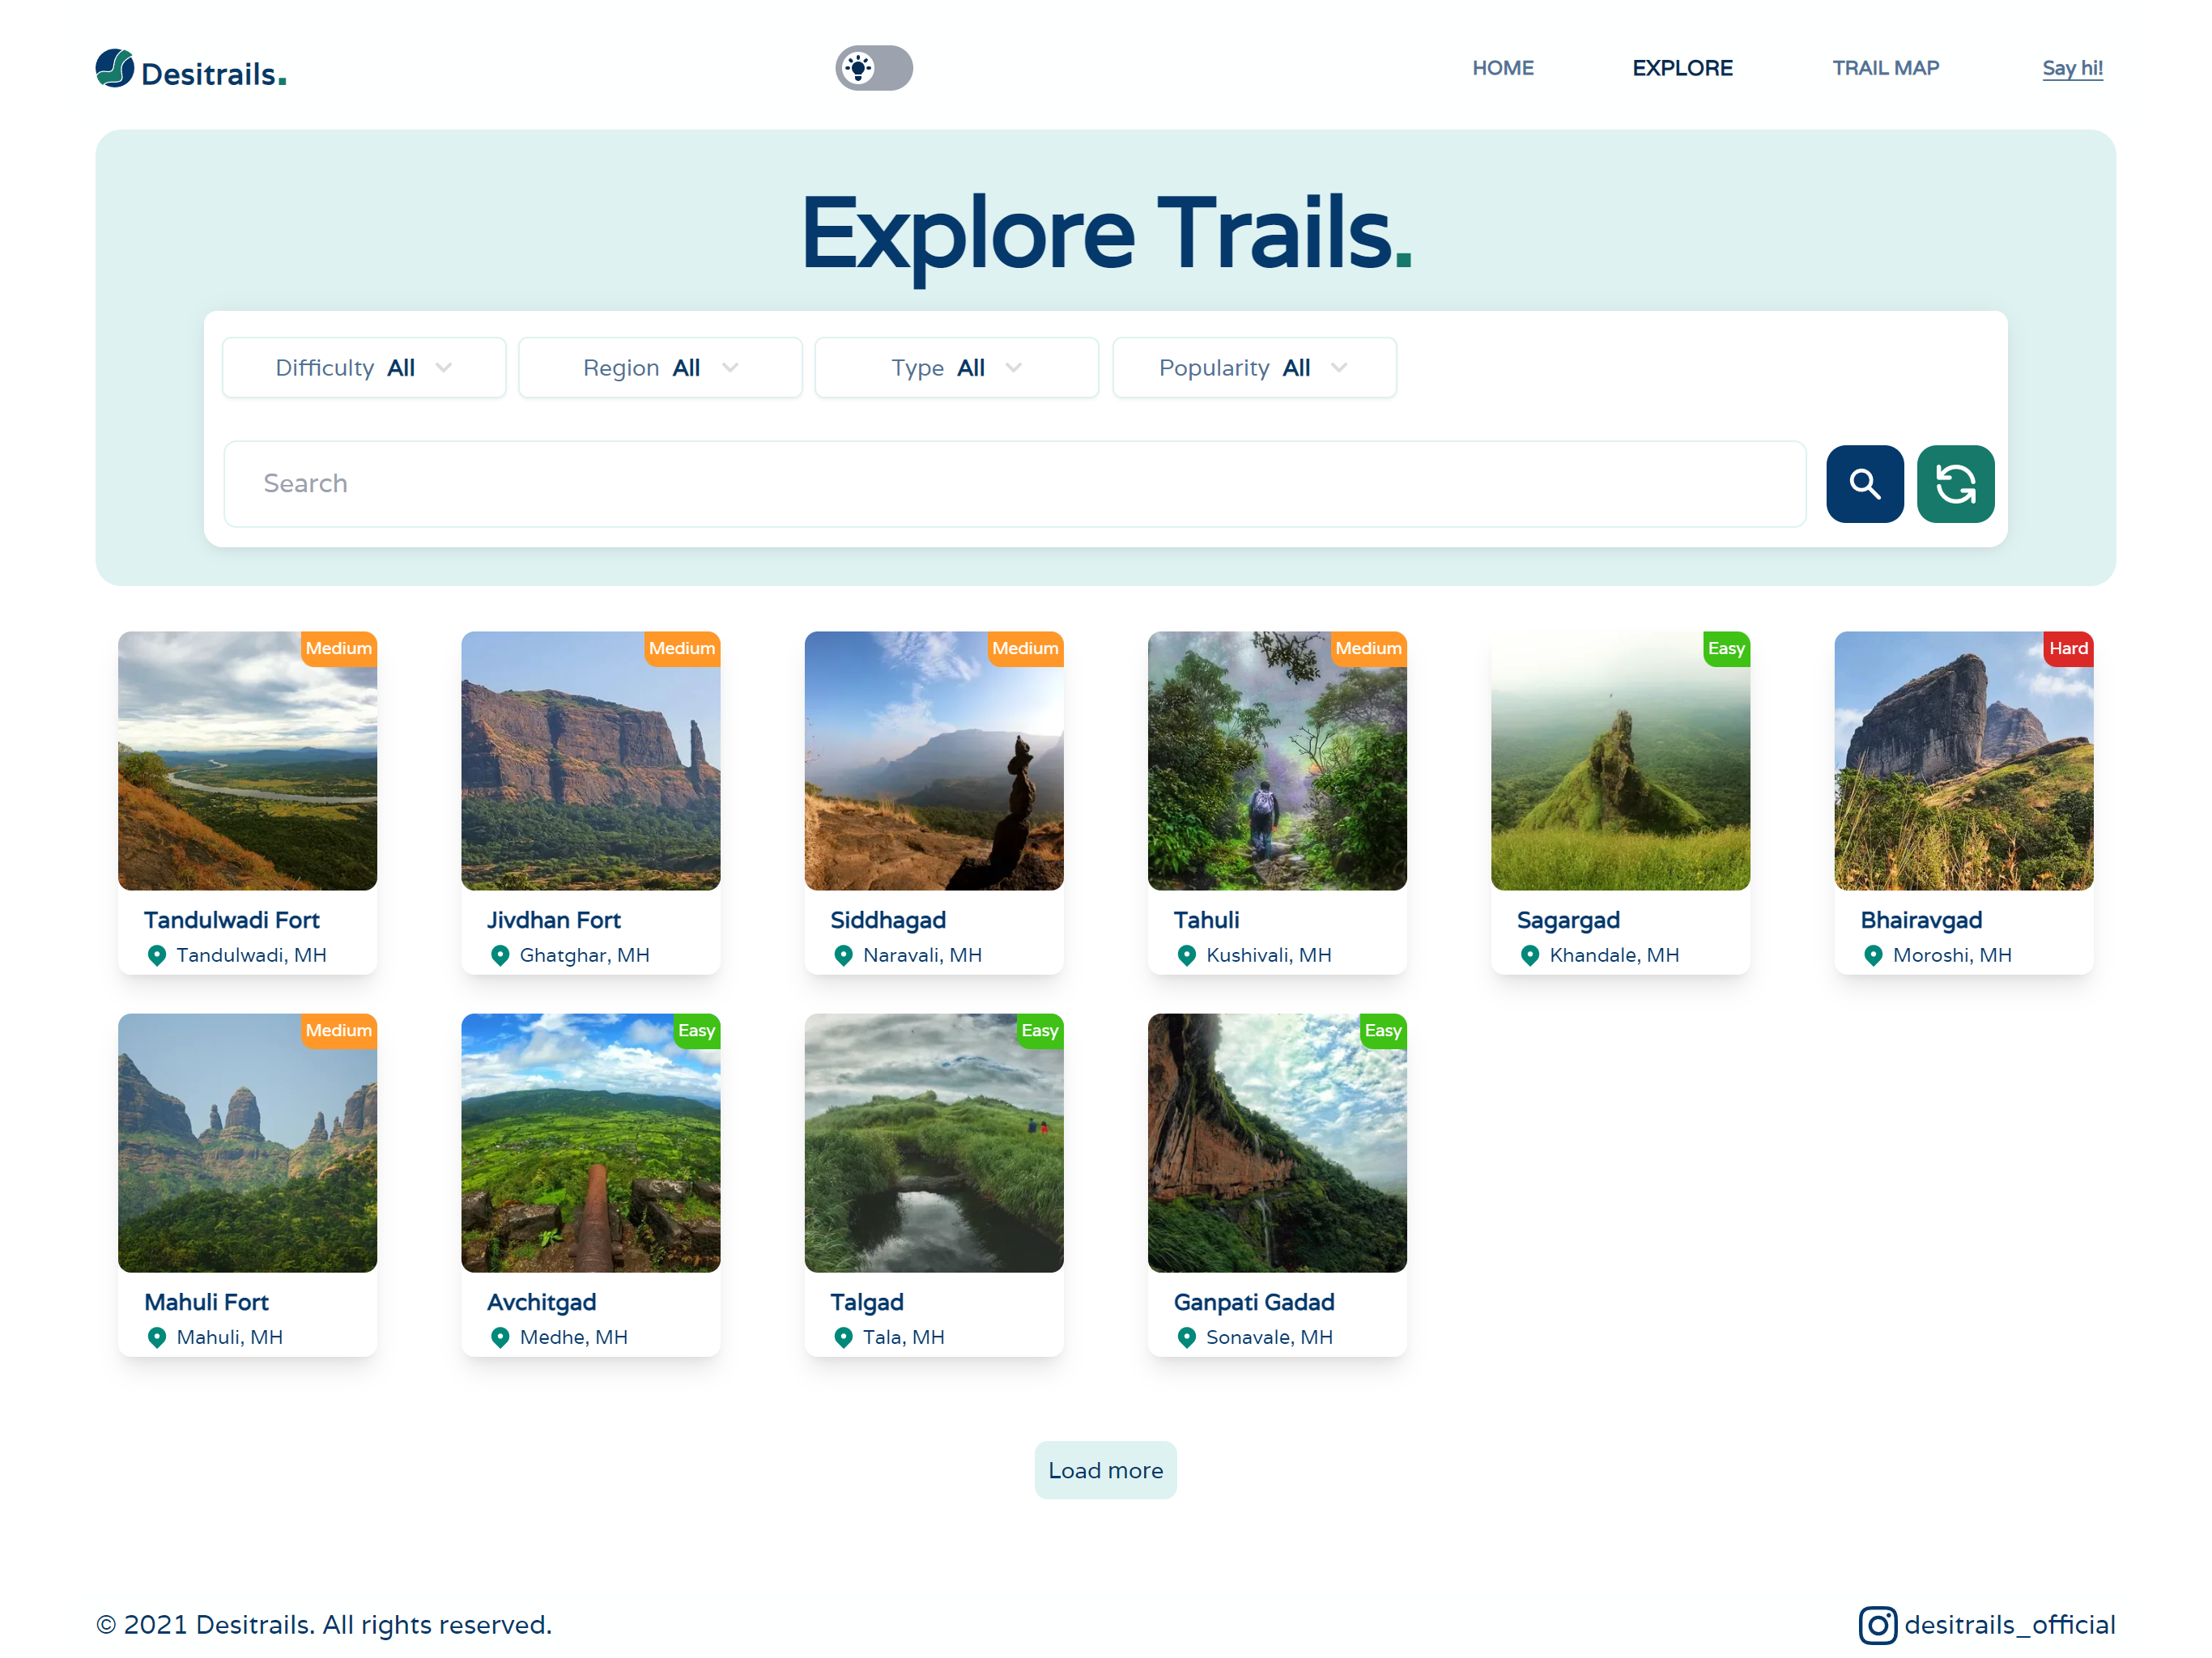 Desitrails.
HOME
EXPLORE
TRAIL MAP
Say hi!
Explore Trails.
Difficulty All
Region All
Type All
Popularity All
Search
Medium
Medium
Medium
Medium
Easy
Hard
Tandulwadi Fort
Tandulwadi, MH
Jivdhan Fort
Ghatghar, MH
Siddhagad
Naravali, MH
Tahuli
Kushivali, MH
Sagargad
Khandale, MH
Bhairavgad
Moroshi, MH
Medium
Easy
Easy
Easy
Mahuli Fort
Mahuli, MH
Avchitgad
Medhe, MH
Talgad
Tala, MH
Ganpati Gadad
Sonavale, MH
Load more
© 2021 Desitrails. All rights reserved.
desitrails_official